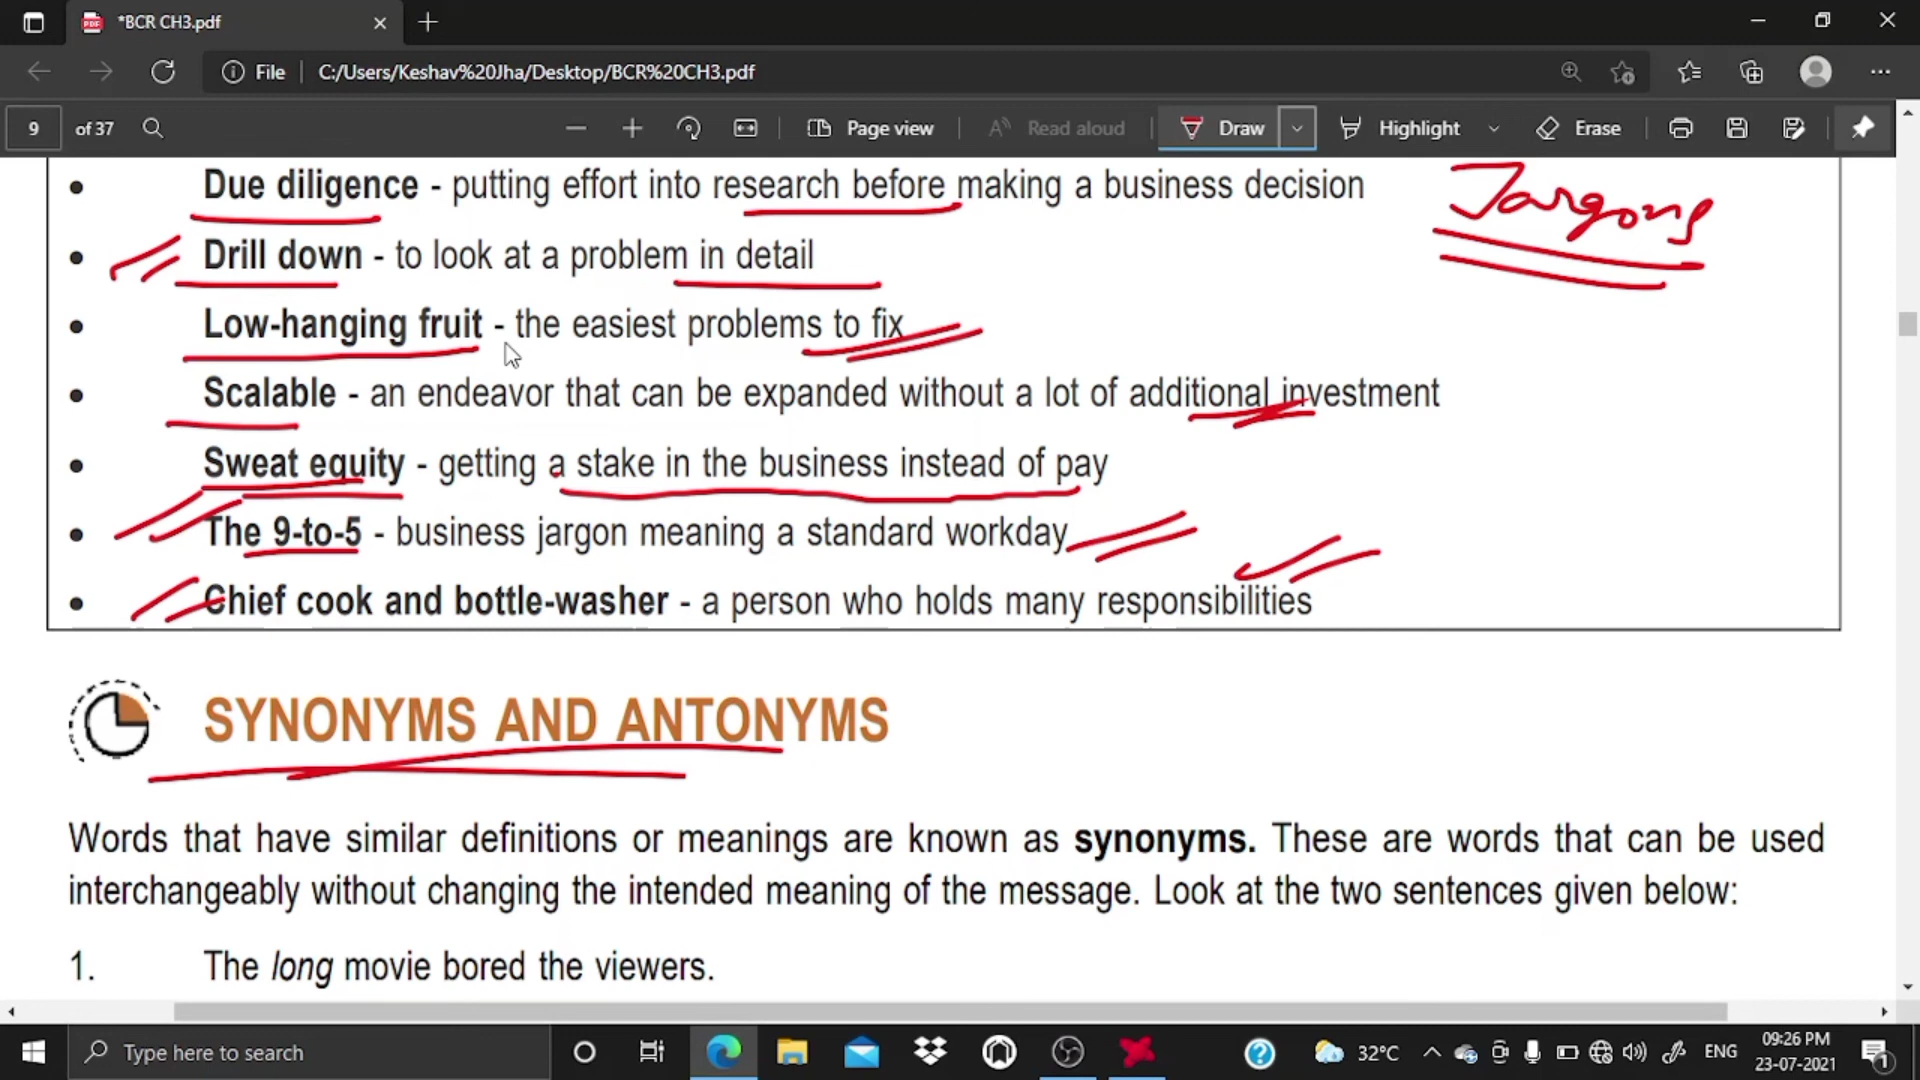 *BCR CH3.pdf
File C:/Users/Keshav%20Jha/Desktop/BCR%20CH3.pdf
9 of 37 Page view Read aloud Draw Highlight Erase
• Due diligence - putting effort into research before making a business decision
Jargons
• Drill down - to look at a problem in detail
• Low-hanging fruit - the easiest problems to fix
• Scalable - an endeavor that can be expanded without a lot of additional investment
• Sweat equity - getting a stake in the business instead of pay
• The 9-to-5 - business jargon meaning a standard workday
• Chief cook and bottle-washer - a person who holds many responsibilities
SYNONYMS AND ANTONYMS
Words that have similar definitions or meanings are known as synonyms. These are words that can be used
interchangeably without changing the intended meaning of the message. Look at the two sentences given below:
1. The long movie bored the viewers.
Type here to search 32°C ENG 09:26 PM
23-07-2021 1